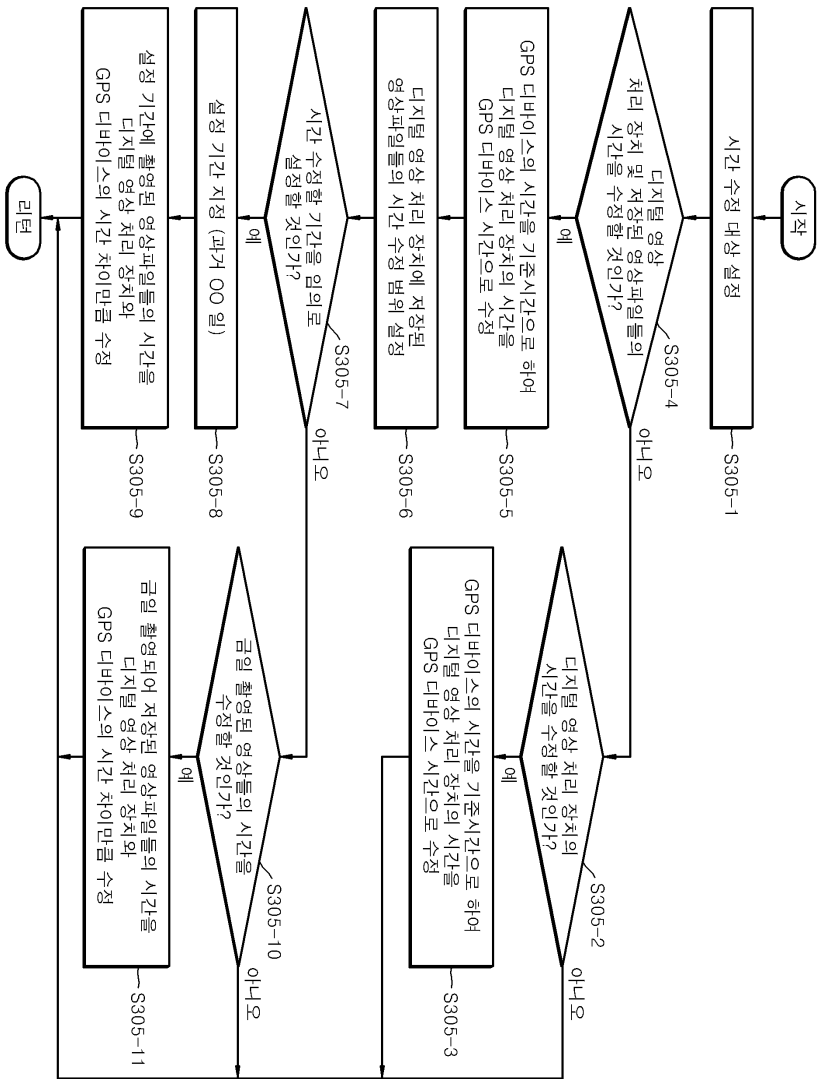 시작
시간 수정 대상 설정
S305-1
디지털 영상
처리 장치 및 저장된 영상파일들의
시간을 수정할 것인가?
S305-4
예
아니오
GPS 디바이스의 시간을 기준시간으로 하여
디지털 영상 처리 장치의 시간을
GPS 디바이스 시간으로 수정
S305-5
디지털 영상 처리 장치에 저장된
영상파일들의 시간 수정 범위 설정
S305-6
시간 수정할 기간을 임의로
설정할 것인가?
S305-7
예
아니오
설정 기간 지정 (과거 OO 일)
S305-8
설정 기간에 촬영된 영상파일들의 시간을
디지털 영상 처리 장치와
GPS 디바이스의 시간 차이만큼 수정
S305-9
리턴
디지털 영상 처리 장치의
시간을 수정할 것인가?
S305-2
예
아니오
GPS 디바이스의 시간을 기준시간으로 하여
디지털 영상 처리 장치의 시간을
GPS 디바이스 시간으로 수정
S305-3
금일 촬영된 영상들의 시간을
수정할 것인가?
S305-10
예
아니오
금일 촬영되어 저장된 영상파일들의 시간을
디지털 영상 처리 장치와
GPS 디바이스의 시간 차이만큼 수정
S305-11